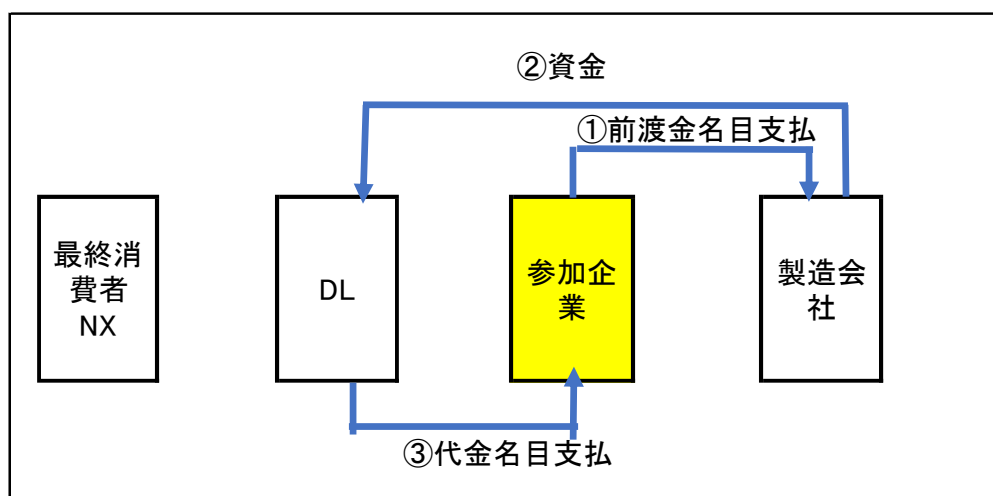 ②資金
①前渡金名目支払
最終消
費者
NX
DL
参加企
業
製造会
社
③代金名目支払